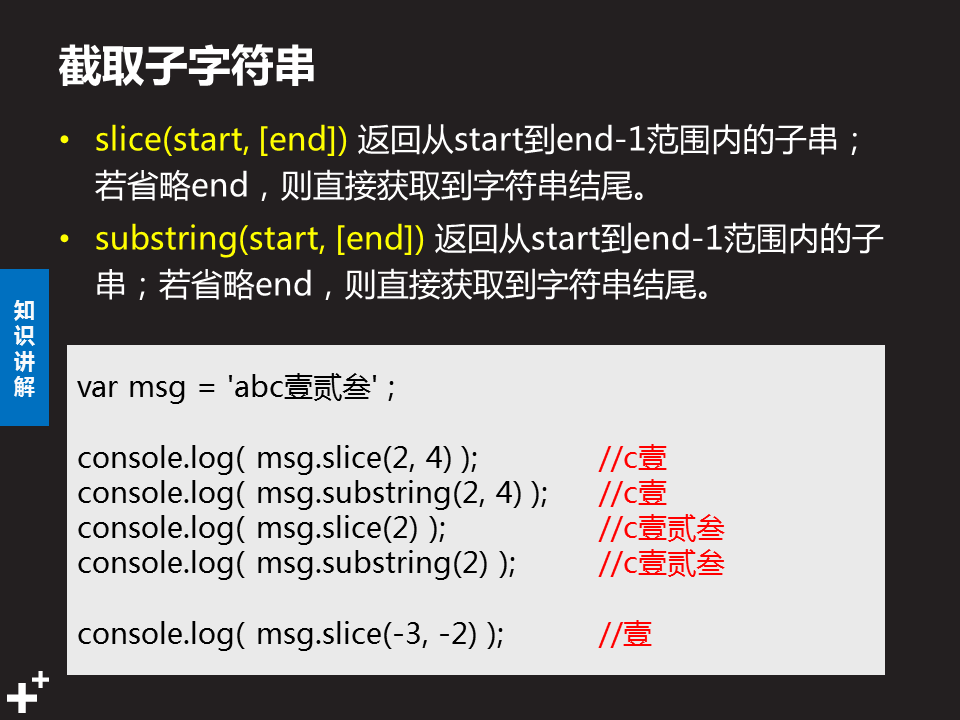 截取子字符串
• slice(start, [end]) 返回从start到end-1范围内的子串；
若省略end，则直接获取到字符串结尾。
• substring(start, [end]) 返回从start到end-1范围内的子
串；若省略end，则直接获取到字符串结尾。
知
识
讲
解
var msg = 'abc壹贰叁' ;
console.log( msg.slice(2, 4) ); //c壹
console.log( msg.substring(2, 4) ); //c壹
console.log( msg.slice(2) ); //c壹贰叁
console.log( msg.substring(2) ); //c壹贰叁
console.log( msg.slice(-3, -2) ); //壹